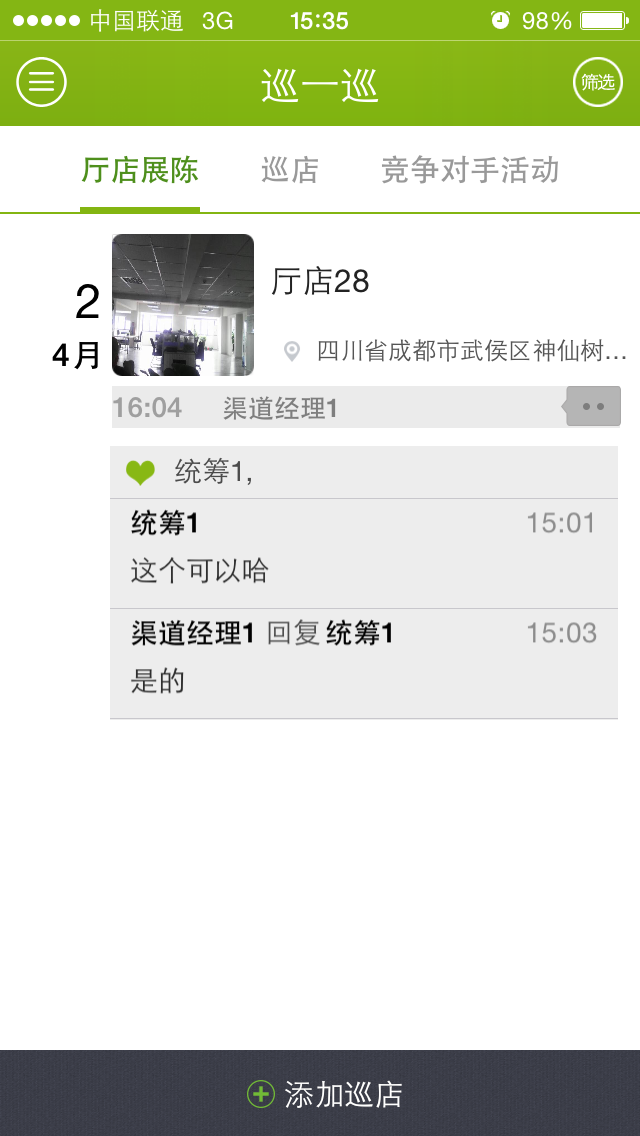 中国联通 3G 15:35 98%
巡一巡 筛选
厅店展陈 巡店 竞争对手活动
2
4月
厅店28
四川省成都市武侯区神仙树...
16:04 渠道经理1
统筹1,
统筹1 15:01
这个可以哈
渠道经理1 回复 统筹1 15:03
是的
添加巡店